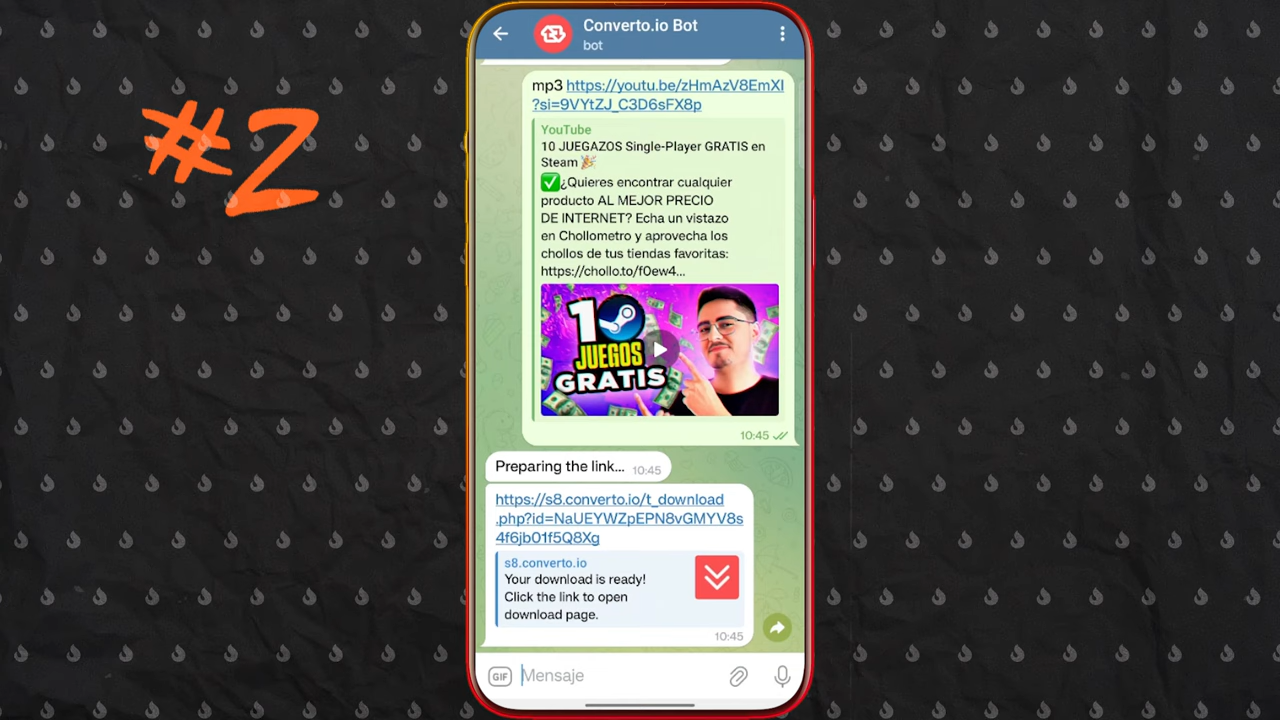 #2
Converto.io Bot
bot
mp3 https://youtu.be/zHmAzV8EmXI
?si=9VYtZJ_C3D6sFX8p
YouTube
10 JUEGAZOS Single-Player GRATIS en
Steam 🎉
✅¿Quieres encontrar cualquier
producto AL MEJOR PRECIO
DE INTERNET? Echa un vistazo
en Chollometro y aprovecha los
chollos de tus tiendas favoritas:
https://chollo.to/f0ew4...
10
JUEGOS
GRATIS
10:45
Preparing the link... 10:45
https://s8.converto.io/t_download
.php?id=NaUEYWZpEPN8vGMYV8s
4f6jb01f5Q8Xg
s8.converto.io
Your download is ready!
Click the link to open
download page.
10:45
GIF Mensaje